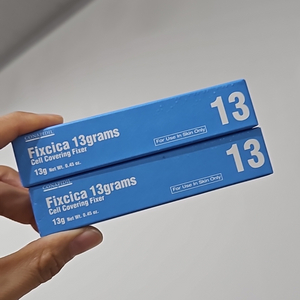 Fixcica 13grams
Cell Covering Fixer
13g Net Wt. 0.45 oz.
For Use In Skin Only
13
Fixcica 13grams
Cell Covering Fixer
13g Net Wt. 0.45 oz.
For Use In Skin Only
13